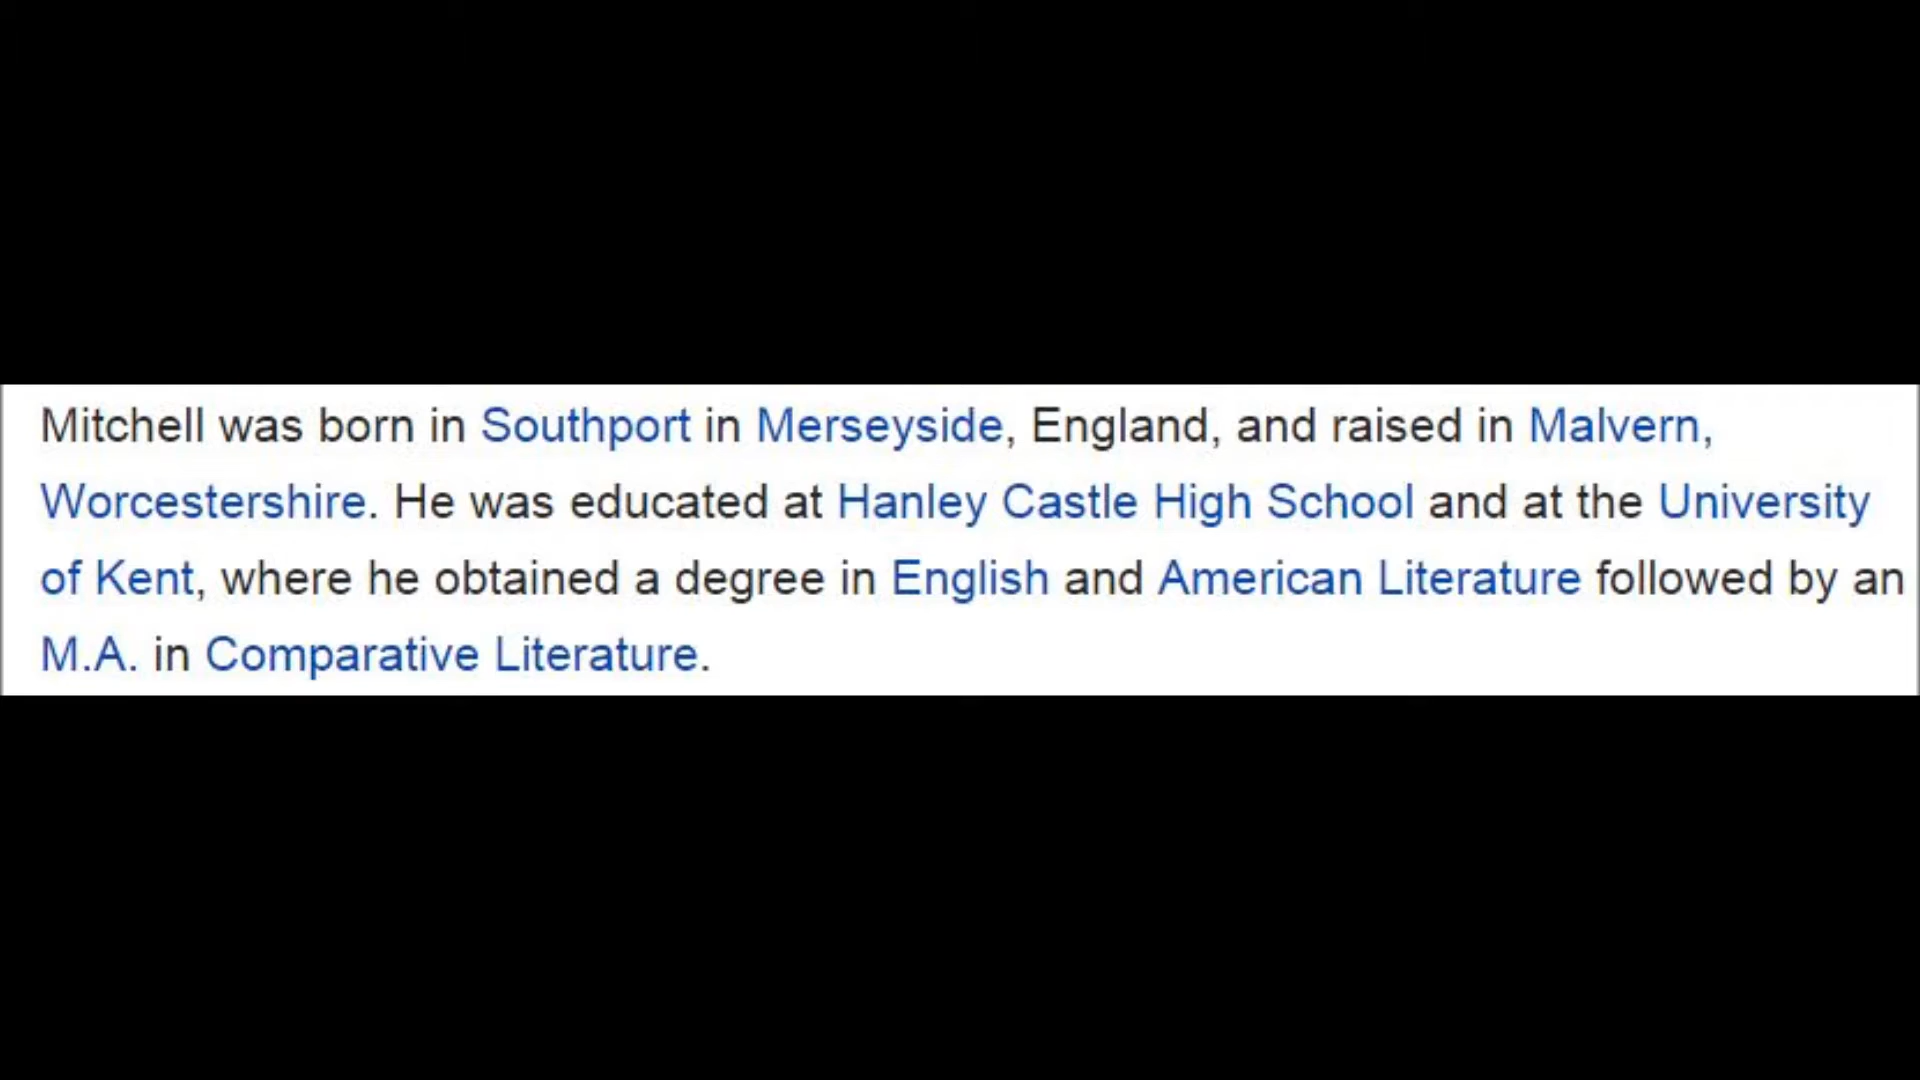 Mitchell was born in Southport in Merseyside, England, and raised in Malvern,
Worcestershire. He was educated at Hanley Castle High School and at the University
of Kent, where he obtained a degree in English and American Literature followed by an
M.A. in Comparative Literature.